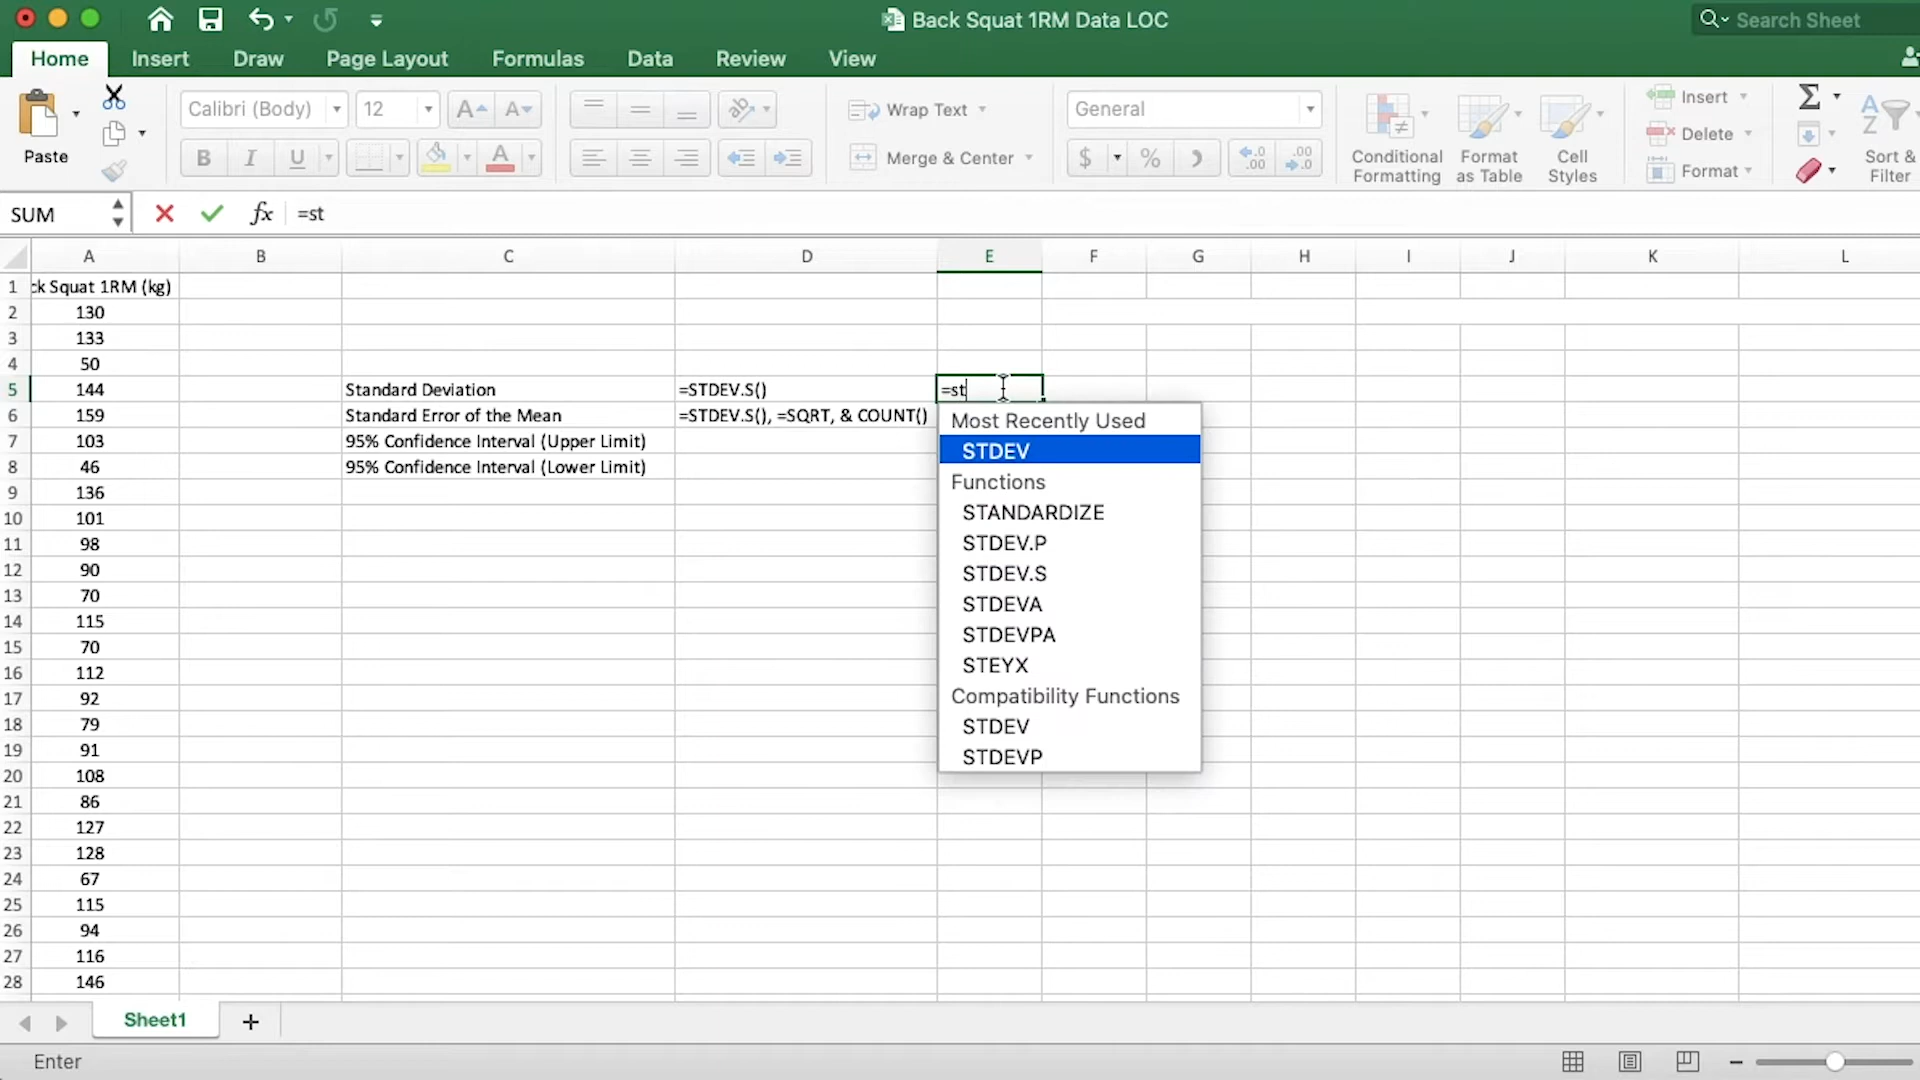 Back Squat 1RM Data LOC
Search Sheet
Home Insert Draw Page Layout Formulas Data Review View
Paste
Calibri (Body) 12 A A
B I U A
Wrap Text
Merge & Center
General
$ % .0 .00 .00 .0
Conditional Formatting
Format as Table
Cell Styles
Insert
Delete
Format
Σ
A Z
Sort & Filter
SUM fx =st
A B C D E F G H I J K L
1 ck Squat 1RM (kg)
2 130
3 133
4 50
5 144 Standard Deviation =STDEV.S() =st
6 159 Standard Error of the Mean =STDEV.S(), =SQRT, & COUNT()
7 103 95% Confidence Interval (Upper Limit)
8 46 95% Confidence Interval (Lower Limit)
9 136
10 101
11 98
12 90
13 70
14 115
15 70
16 112
17 92
18 79
19 91
20 108
21 86
22 127
23 128
24 67
25 115
26 94
27 116
28 146
Most Recently Used
STDEV
Functions
STANDARDIZE
STDEV.P
STDEV.S
STDEVA
STDEVPA
STEYX
Compatibility Functions
STDEV
STDEVP
Sheet1 +
Enter